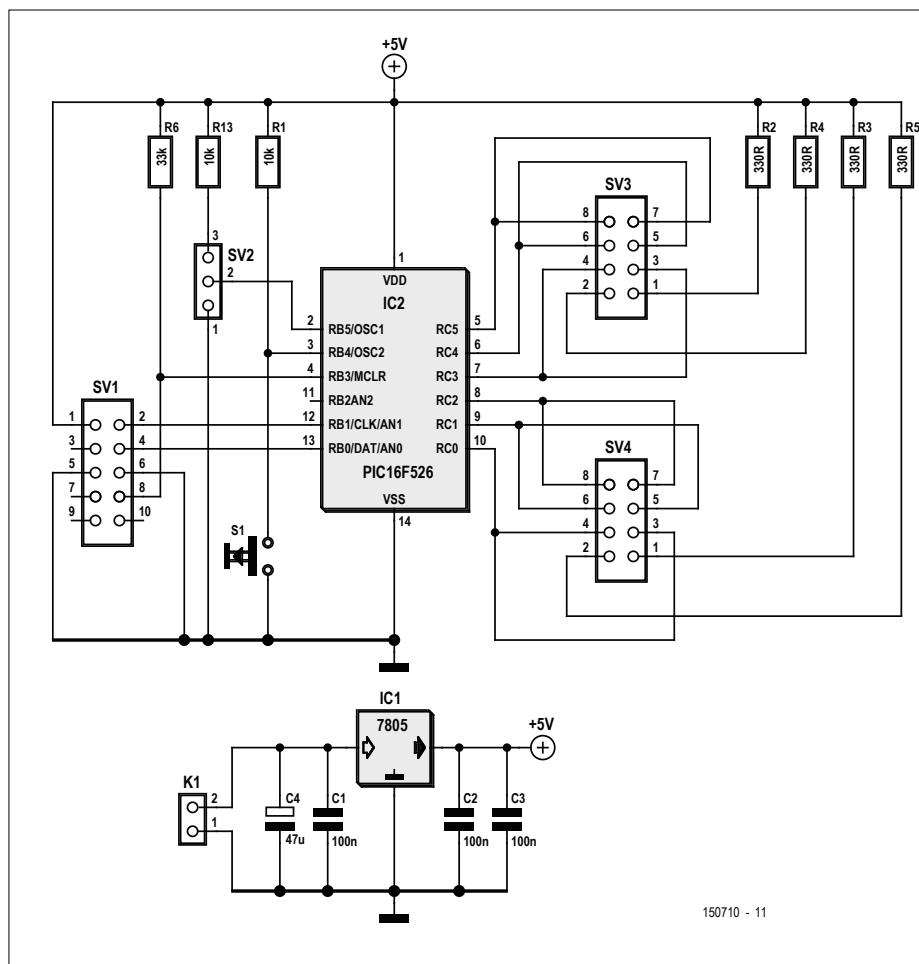 +5V
R6
33k
R13
10k
R1
10k
R2
330R
R4
330R
R3
330R
R5
330R
SV3
8 7
6 5
4 3
2 1
3
SV2
2
1
1
VDD
IC2
2 RB5/OSC1 RC5 5
3 RB4/OSC2 RC4 6
4 RB3/MCLR RC3 7
11 RB2AN2 RC2 8
12 RB1/CLK/AN1 RC1 9
13 RB0/DAT/AN0 RC0 10
PIC16F526
VSS
14
SV1
1 2
3 4
5 6
7 8
9 10
S1
SV4
8 7
6 5
4 3
2 1
IC1
7805
+5V
K1
2
1
C4
47u
C1
100n
C2
100n
C3
100n
150710 - 11